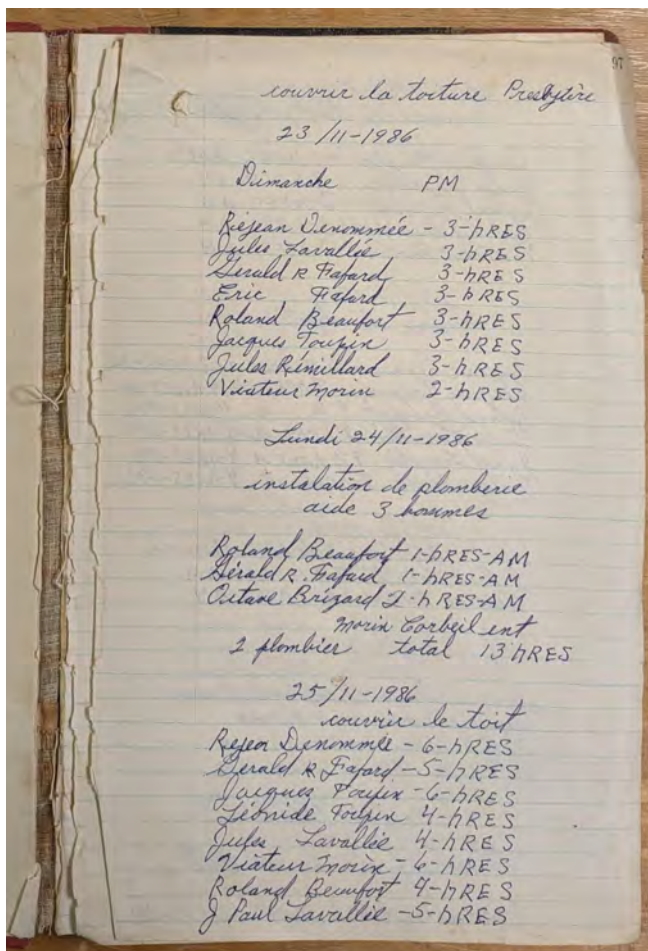 97
couvrir la toiture Presbytère
23/11-1986
Dimanche PM
Réjean Denommée - 3-hRES
Jules Lavallée 3-hRES
Gérald R Fafard 3-hRES
Eric Fafard 3-hRES
Roland Beaufort 3-hRES
Jacques Toupin 3-hRES
Jules Rémillard 3-hRES
Viateur Morin 2-hRES
Lundi 24/11-1986
instalation de plomberie
aide 3 hommes
Roland Beaufort 1-hRES-AM
Gérald R. Fafard 1-hRES-AM
Octave Brizard 2-hRES-AM
Morin Corbeil ent
2 plombier total 13 hRES
25/11-1986
couvrir le toit
Rejean Denommée - 6-hRES
Gerald R Fafard - 5-hRES
Jacques Toupin - 6-hRES
Léonide Toupin 4-hRES
Jules Lavallée 4-hRES
Viateur Morin - 6-hRES
Roland Beaufort 4-hRES
J Paul Lavallée - 5-hRES